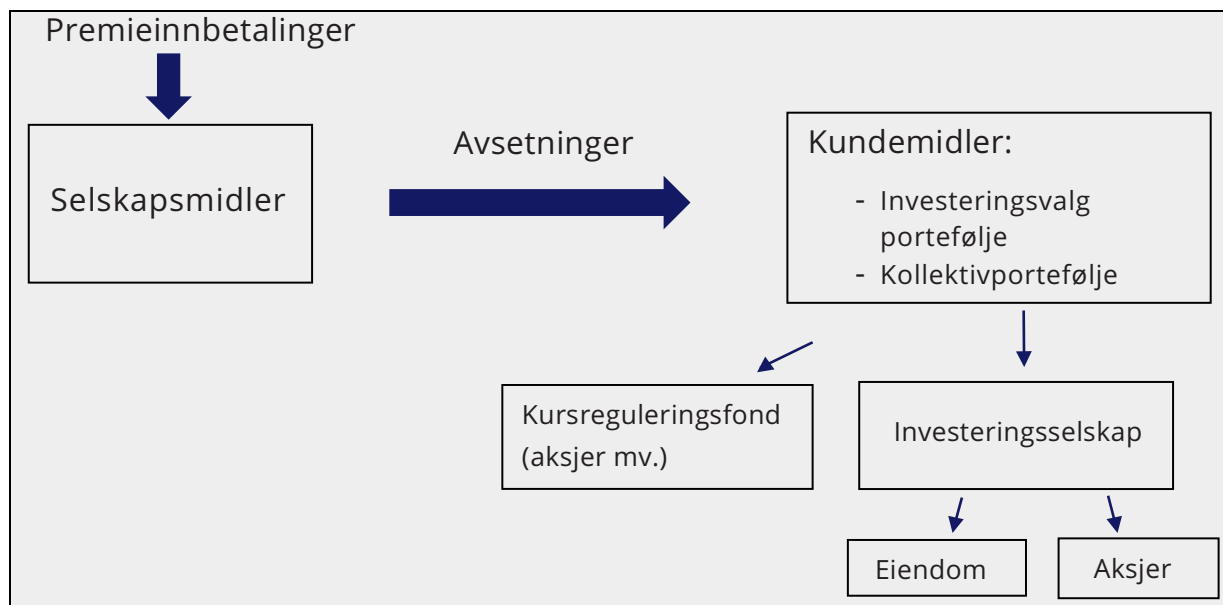 Premieinnbetalinger
Selskapsmidler
Avsetninger
Kundemidler:
- Investeringsvalg
portefølje
- Kollektivportefølje
Kursreguleringsfond
(aksjer mv.)
Investeringsselskap
Eiendom
Aksjer